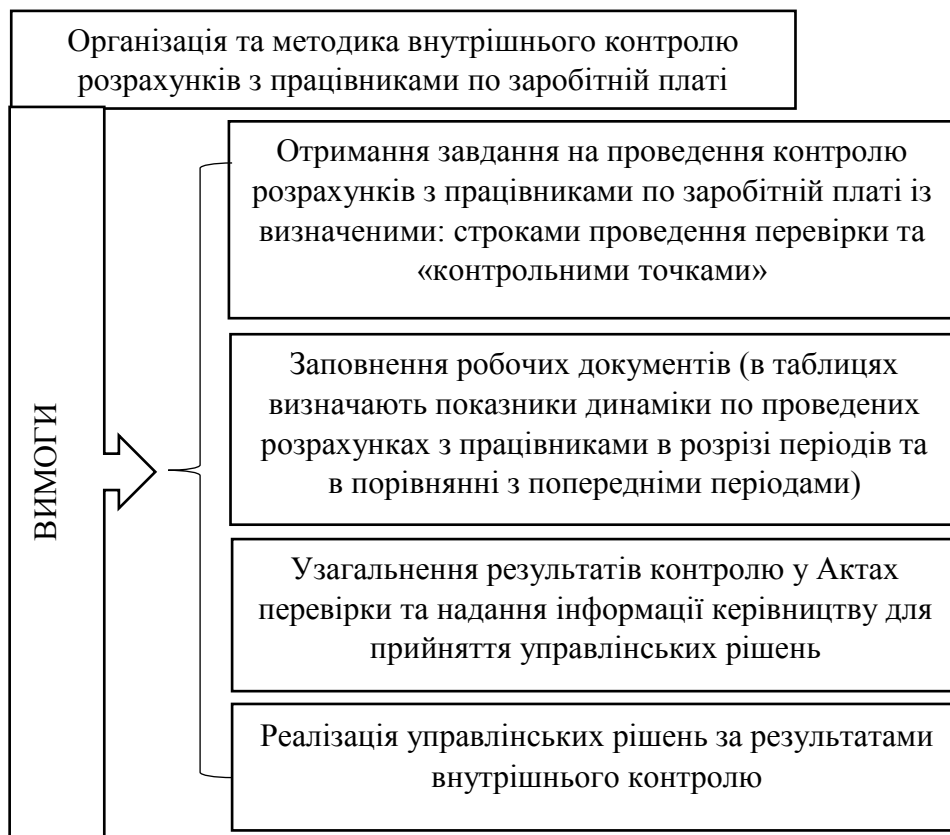 Організація та методика внутрішнього контролю
розрахунків з працівниками по заробітній платі
ВИМОГИ
Отримання завдання на проведення контролю
розрахунків з працівниками по заробітній платі із
визначеними: строками проведення перевірки та
«контрольними точками»
Заповнення робочих документів (в таблицях
визначають показники динаміки по проведених
розрахунках з працівниками в розрізі періодів та
в порівнянні з попередніми періодами)
Узагальнення результатів контролю у Актах
перевірки та надання інформації керівництву для
прийняття управлінських рішень
Реалізація управлінських рішень за результатами
внутрішнього контролю